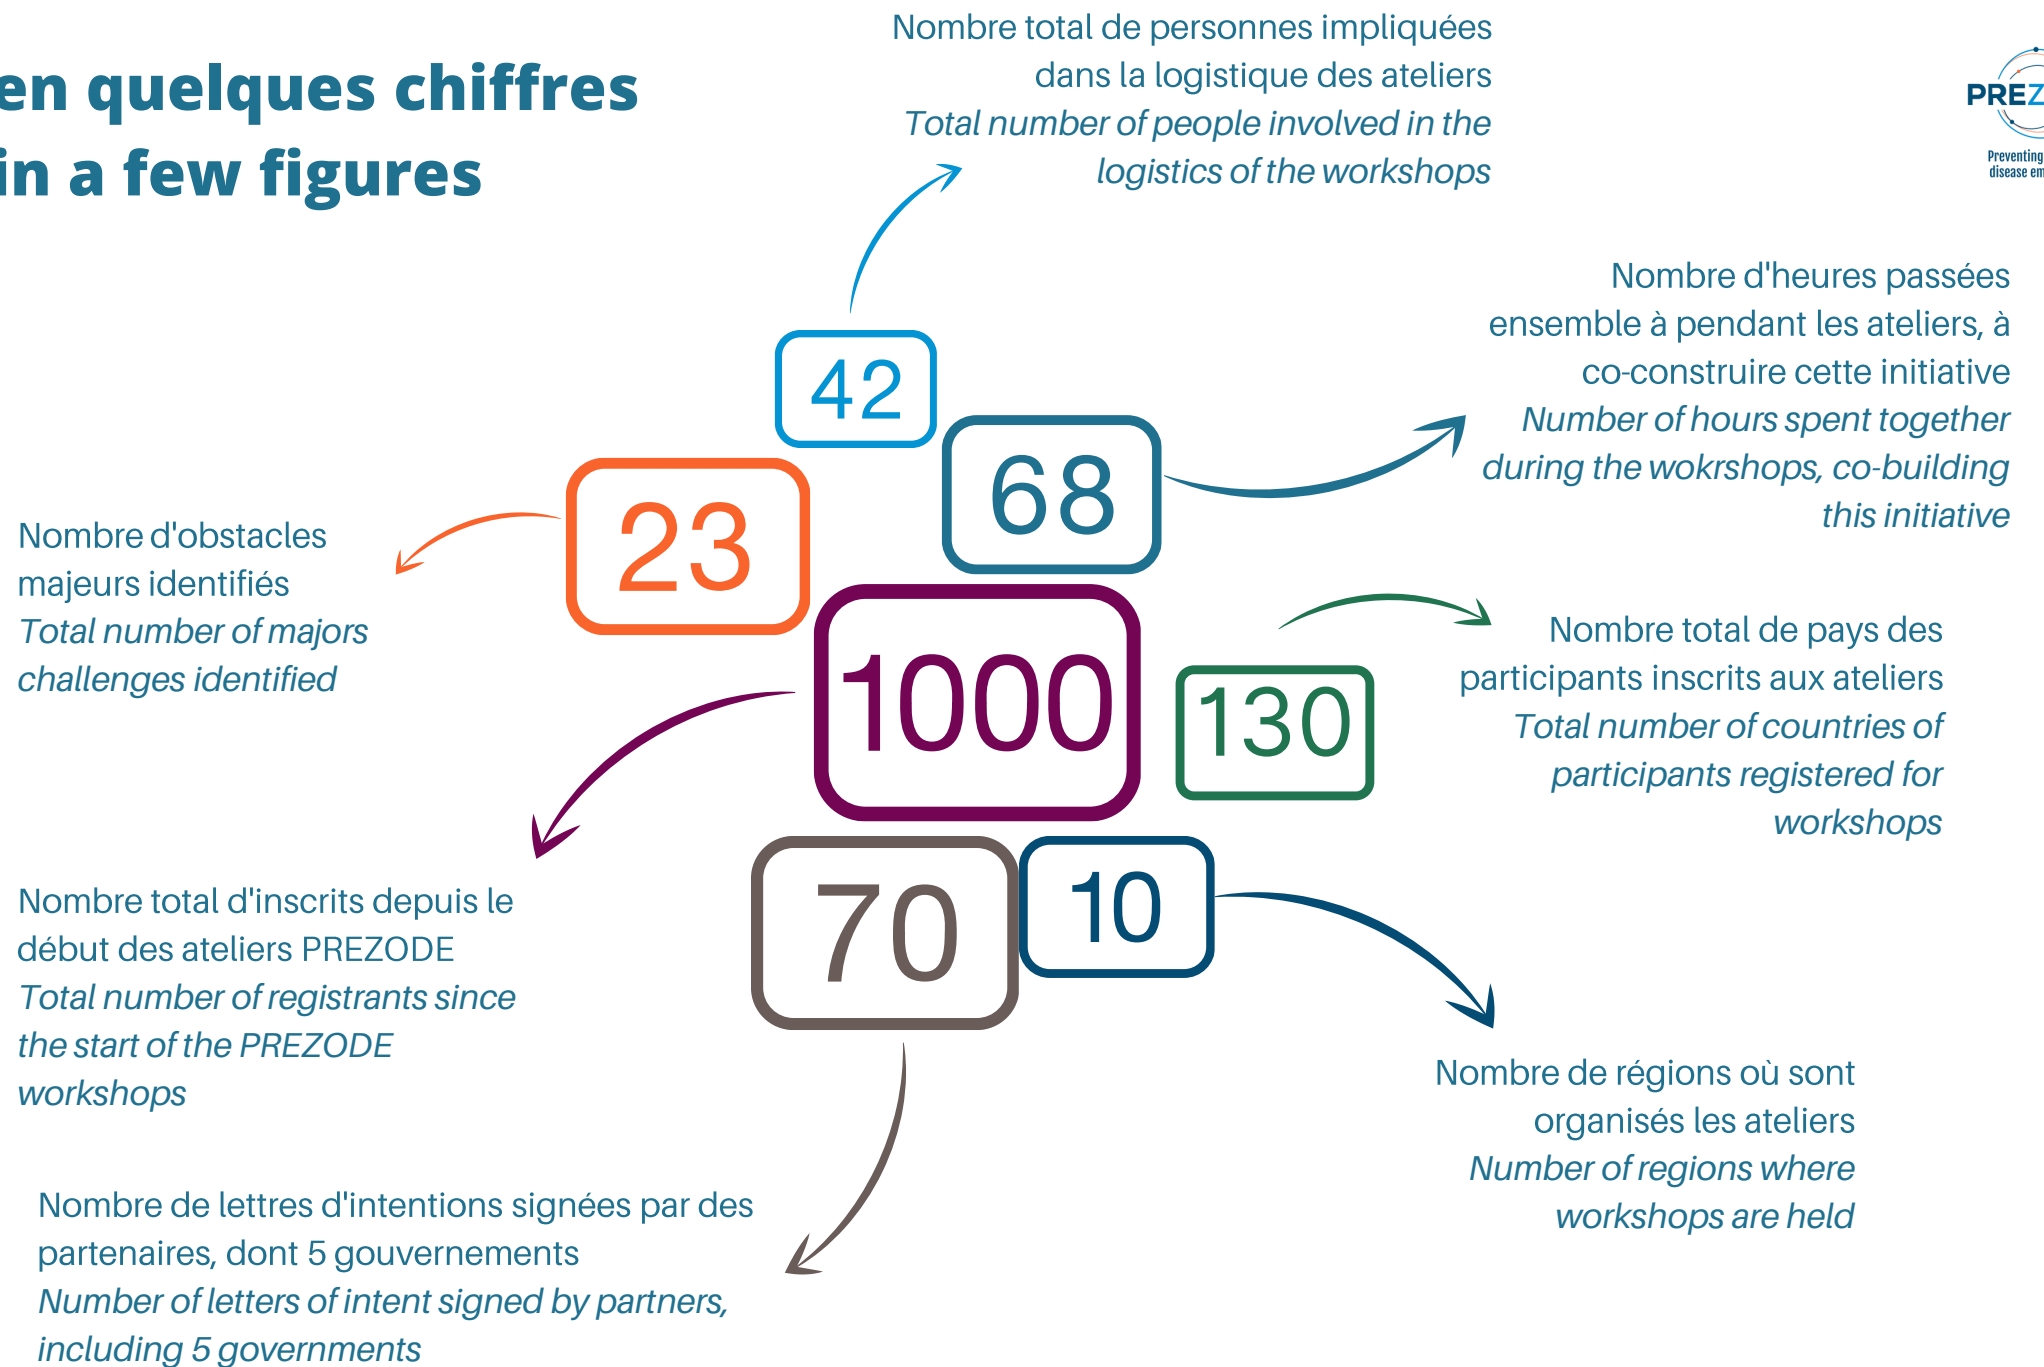 en quelques chiffres
in a few figures
Nombre total de personnes impliquées
dans la logistique des ateliers
Total number of people involved in the
logistics of the workshops
42
Nombre d'heures passées
ensemble à pendant les ateliers, à
co-construire cette initiative
Number of hours spent together
during the wokrshops, co-building
this initiative
68
23
Nombre d'obstacles
majeurs identifiés
Total number of majors
challenges identified
1000
130
Nombre total de pays des
participants inscrits aux ateliers
Total number of countries of
participants registered for
workshops
Nombre total d'inscrits depuis le
début des ateliers PREZODE
Total number of registrants since
the start of the PREZODE
workshops
70
10
Nombre de régions où sont
organisés les ateliers
Number of regions where
workshops are held
Nombre de lettres d'intentions signées par des
partenaires, dont 5 gouvernements
Number of letters of intent signed by partners,
including 5 governments
PREZ
Preventing
disease em